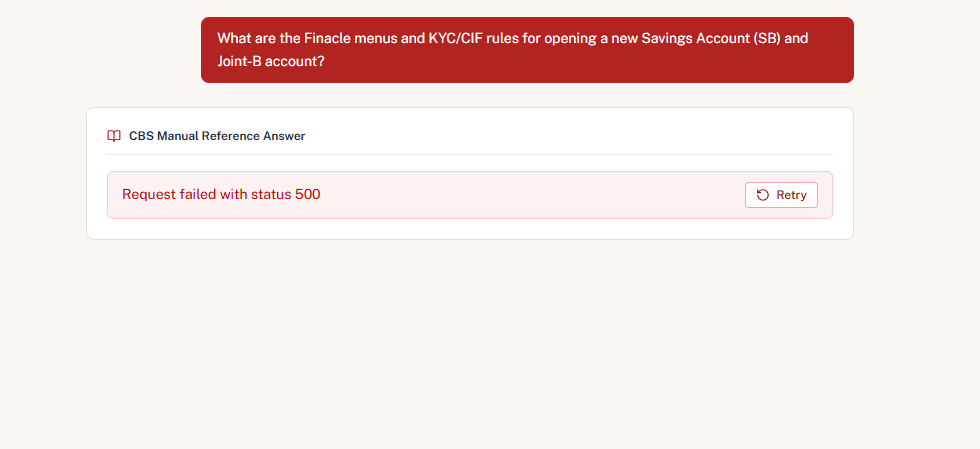 What are the Finacle menus and KYC/CIF rules for opening a new Savings Account (SB) and
Joint-B account?
CBS Manual Reference Answer
Request failed with status 500
Retry